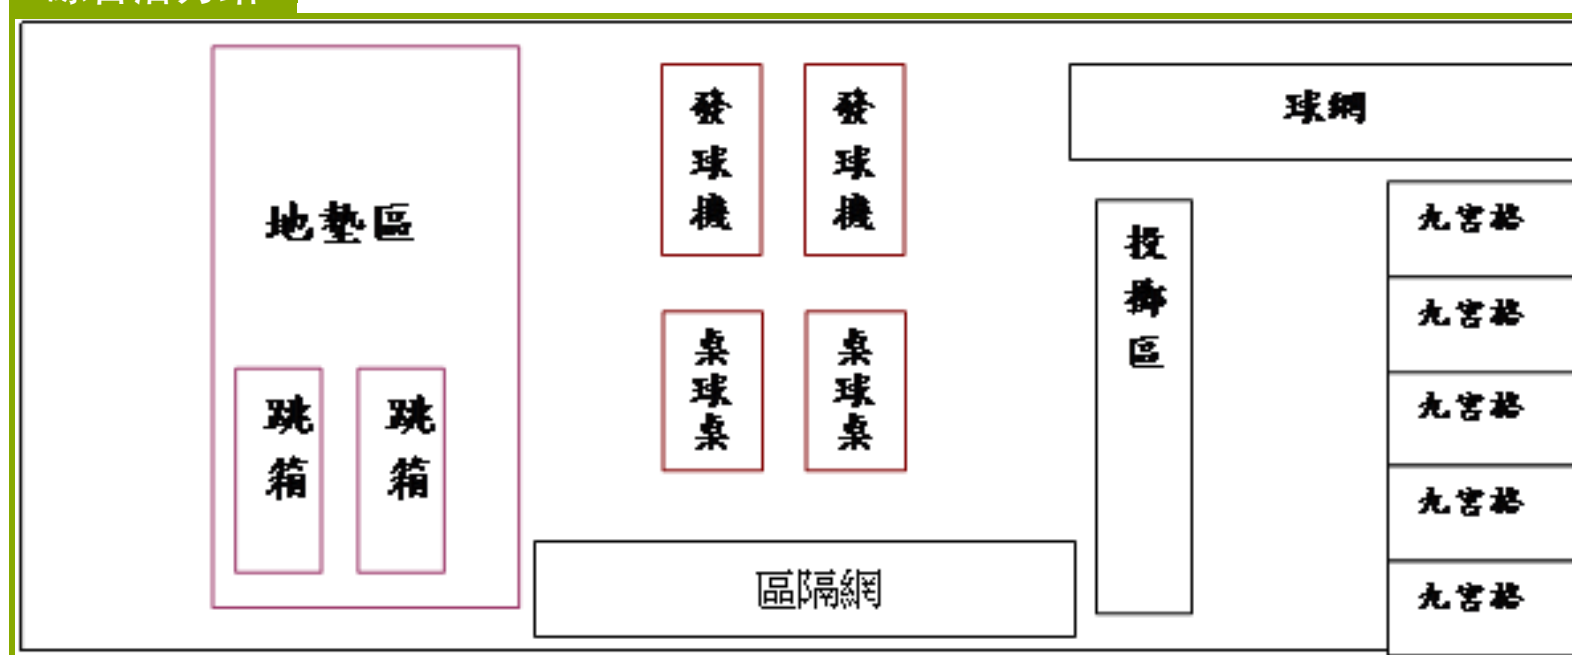 地墊區
跳箱
跳箱
發球機
發球機
桌球桌
桌球桌
區隔網
球網
投擲區
九宮格
九宮格
九宮格
九宮格
九宮格